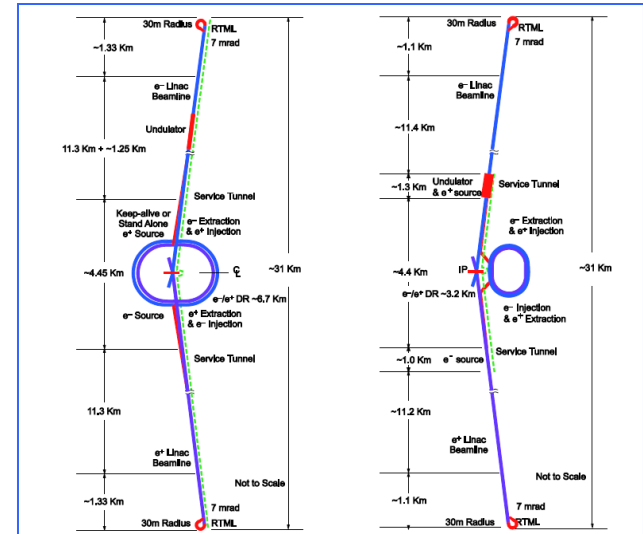 30m Radius
RTML
7 mrad
~1.33 Km
e– Linac
Beamline
Undulator
11.3 Km + ~1.25 Km
Service Tunnel
Keep-alive or
Stand Alone
e+ Source
e– Extraction
& e+ Injection
~4.45 Km
~31 Km
e–/e+ DR ~6.7 Km
e– Source
e+ Extraction
& e– Injection
Service Tunnel
11.3 Km
e+ Linac
Beamline
Not to Scale
~1.33 Km
7 mrad
30m Radius
RTML
30m Radius
RTML
7 mrad
~1.1 Km
e– Linac
Beamline
~11.4 Km
Undulator
& e+ source
Service Tunnel
~1.3 Km
e– Extraction
& e+ Injection
IP
~4.4 Km
~31 Km
e–/e+ DR ~3.2 Km
e– Injection
& e+ Extraction
Service Tunnel
e– source
~1.0 Km
~11.2 Km
e+ Linac
Beamline
Not to Scale
~1.1 Km
7 mrad
30m Radius
RTML